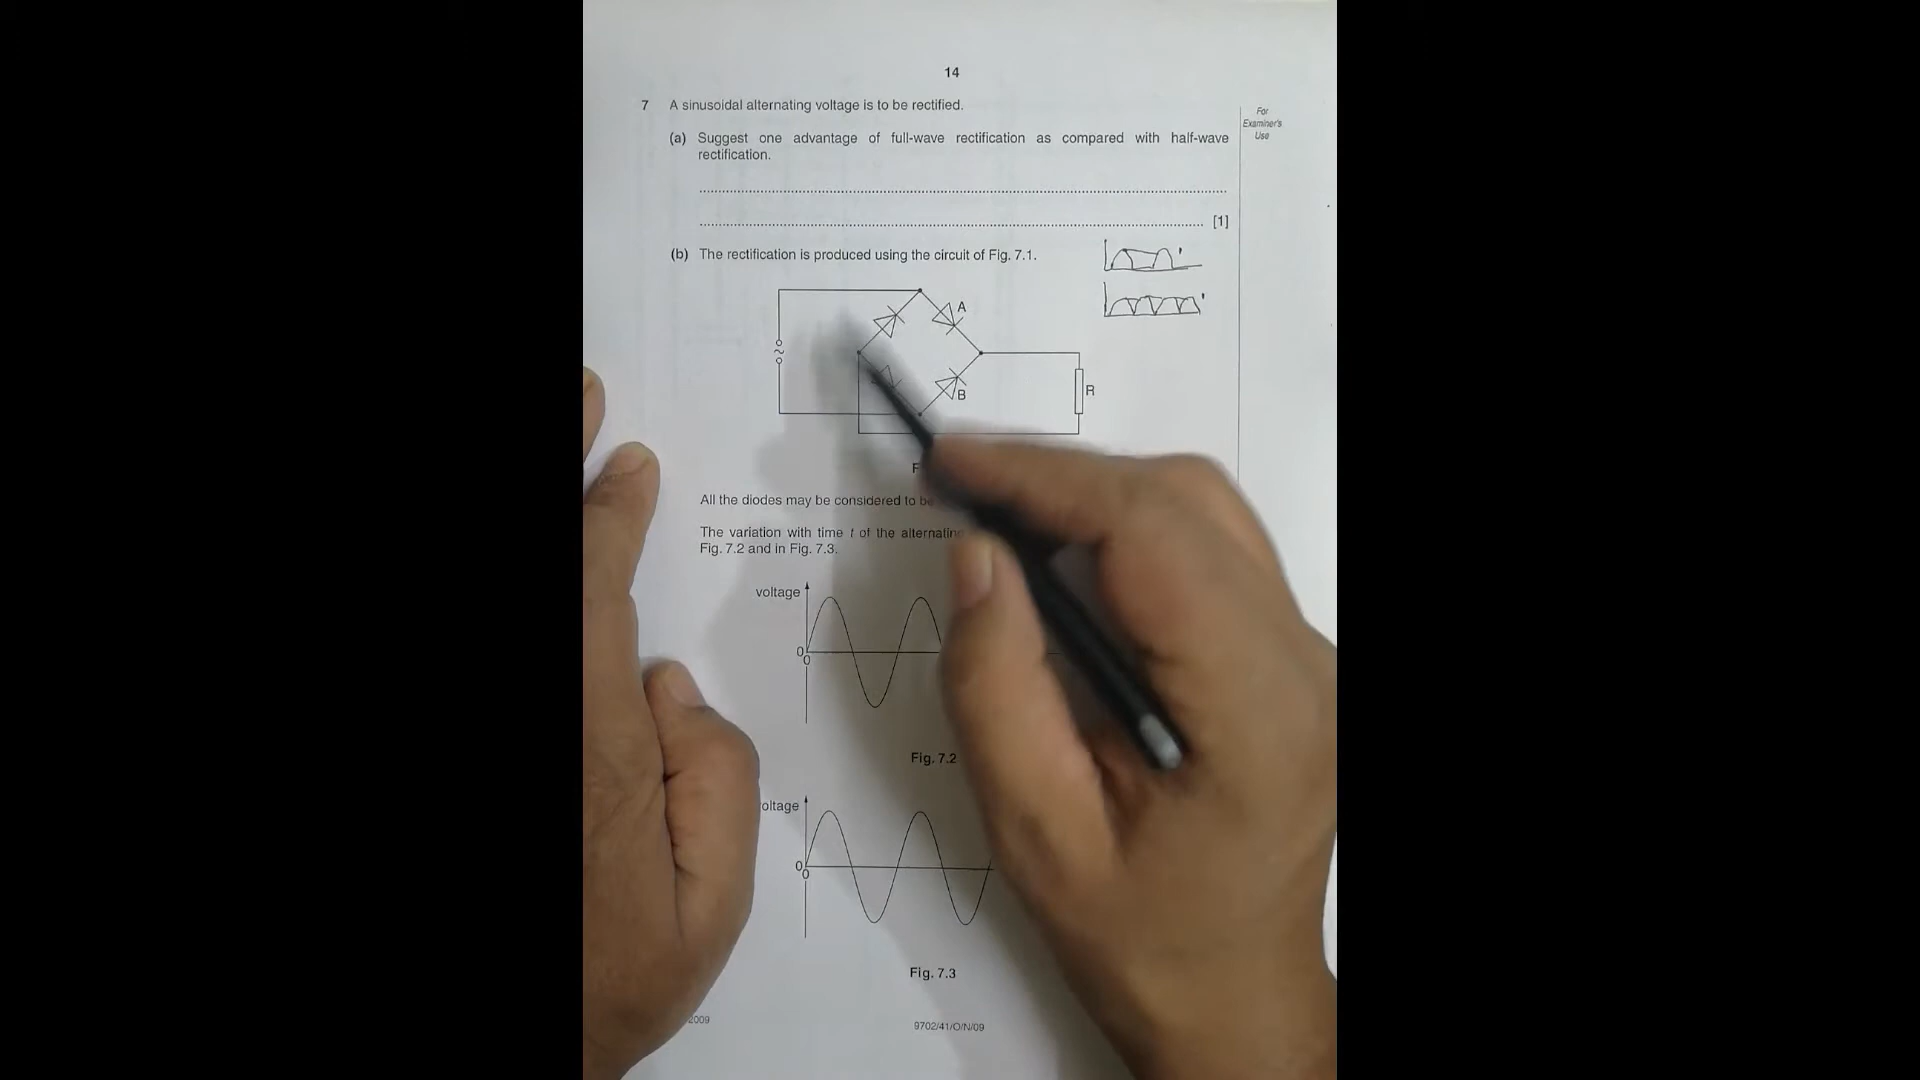 14
7 A sinusoidal alternating voltage is to be rectified.
For
Examiner's
Use
(a) Suggest one advantage of full-wave rectification as compared with half-wave
rectification.
[1]
(b) The rectification is produced using the circuit of Fig. 7.1.
A
B
R
~
All the diodes may be considered to be
The variation with time t of the alternating
Fig. 7.2 and in Fig. 7.3.
voltage
0
0
Fig. 7.2
oltage
0
0
Fig. 7.3
2009
9702/41/O/N/09